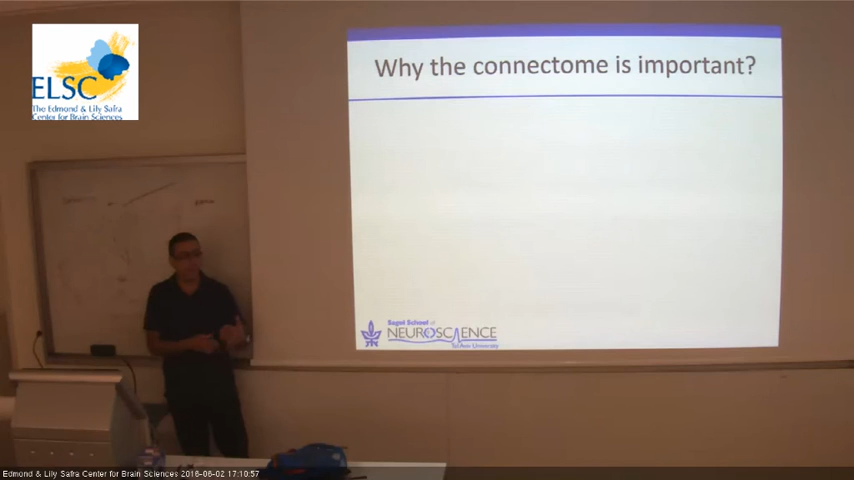 Why the connectome is important?
ELSC
The Edmond & Lily Safra
Center for Brain Sciences
Sagol School of
NEUROSCIENCE
Tel Aviv University
Edmond & Lily Safra Center for Brain Sciences 2016-06-02 17:10:57